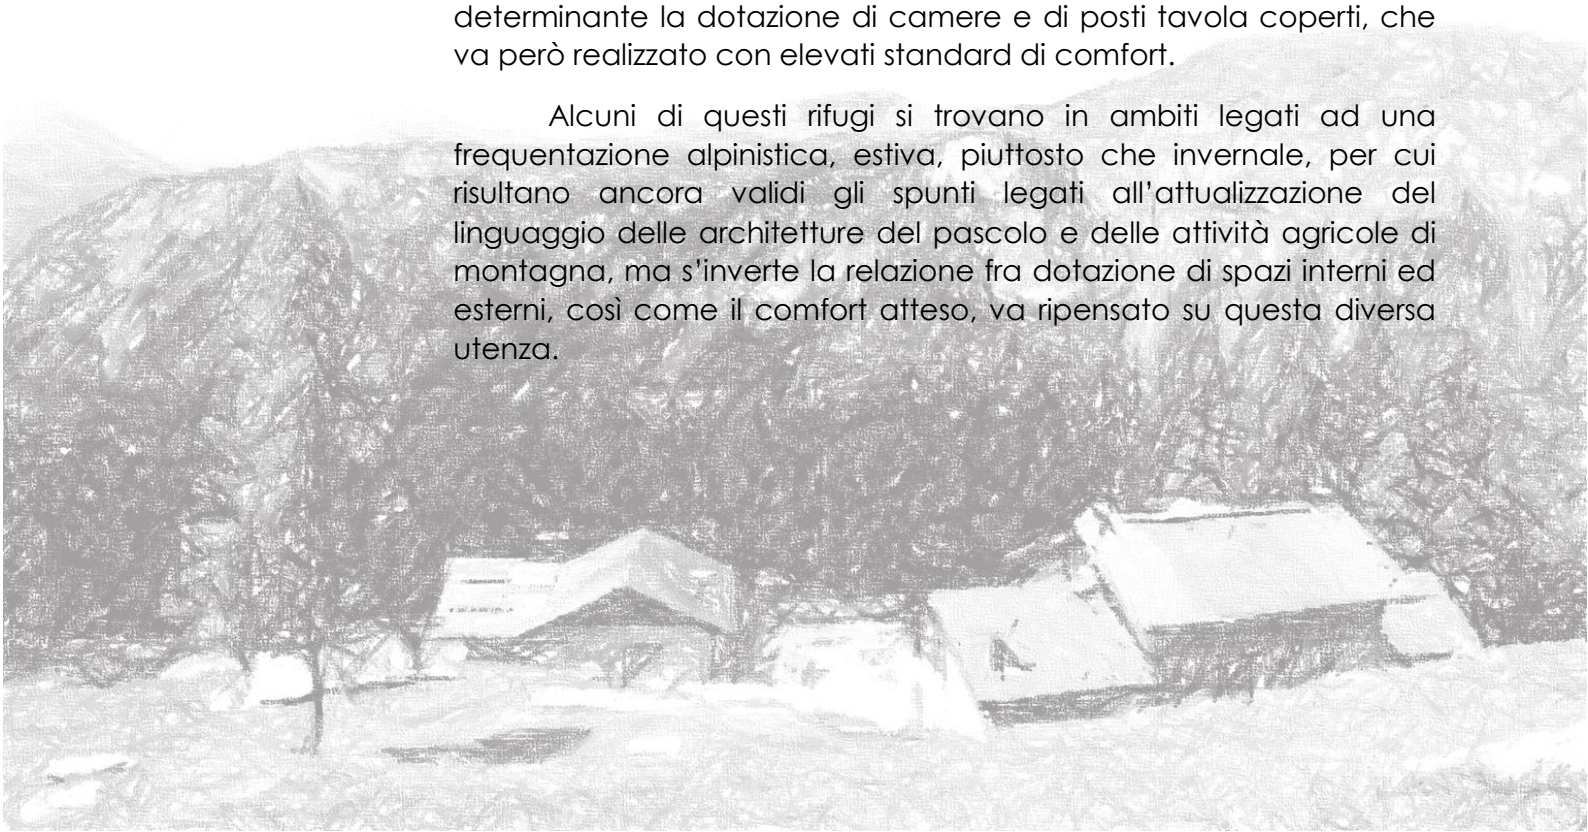 determinante la dotazione di camere e di posti tavola coperti, che
va però realizzato con elevati standard di comfort.
Alcuni di questi rifugi si trovano in ambiti legati ad una
frequentazione alpinistica, estiva, piuttosto che invernale, per cui
risultano ancora validi gli spunti legati all'attualizzazione del
linguaggio delle architetture del pascolo e delle attività agricole di
montagna, ma s'inverte la relazione fra dotazione di spazi interni ed
esterni, così come il comfort atteso, va ripensato su questa diversa
utenza.